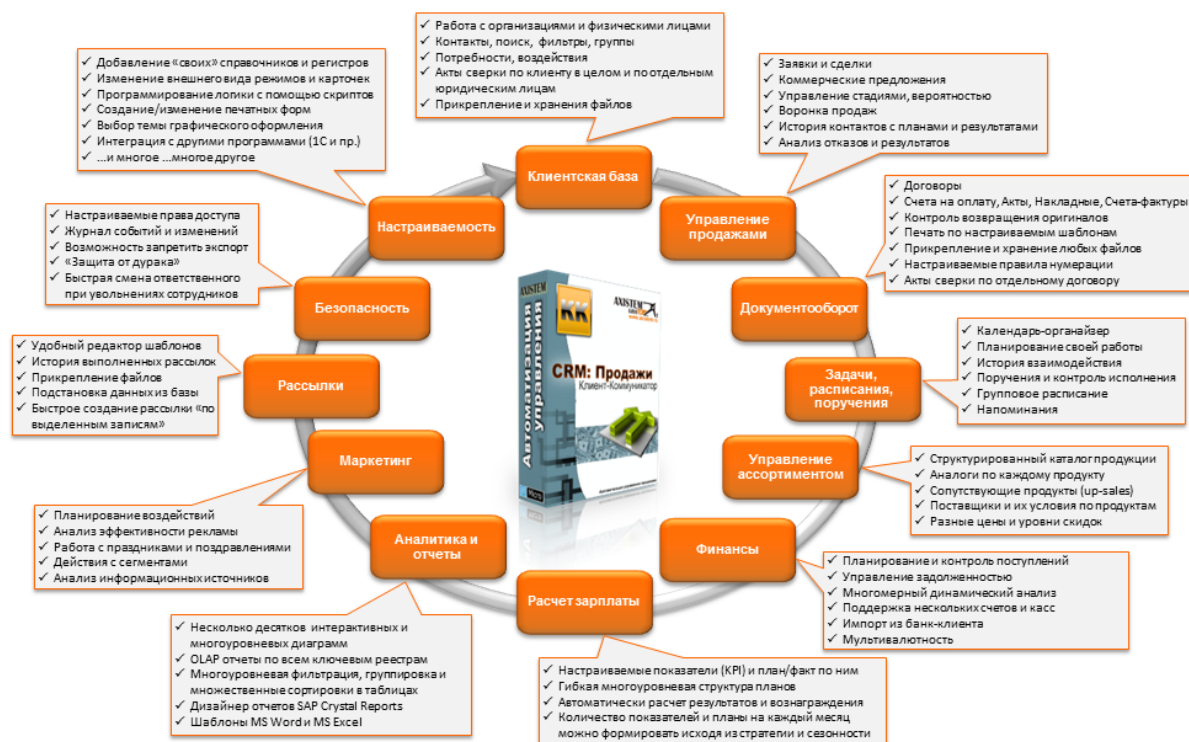 ✓ Работа с организациями и физическими лицами
✓ Контакты, поиск, фильтры, группы
✓ Потребности, воздействия
✓ Акты сверки по клиенту в целом и по отдельным
юридическим лицам
✓ Прикрепление и хранения файлов
✓ Добавление «своих» справочников и регистров
✓ Изменение внешнего вида режимов и карточек
✓ Программирование логики с помощью скриптов
✓ Создание/изменение печатных форм
✓ Выбор темы графического оформления
✓ Интеграция с другими программами (1С и пр.)
✓ ...и многое ...многое другое
✓ Заявки и сделки
✓ Коммерческие предложения
✓ Управление стадиями, вероятностью
✓ Воронка продаж
✓ История контактов с планами и результатами
✓ Анализ отказов и результатов
Клиентская база
Настраиваемость
Управление
продажами
✓ Договоры
✓ Счета на оплату, Акты, Накладные, Счета-фактуры
✓ Контроль возвращения оригиналов
✓ Печать по настраиваемым шаблонам
✓ Прикрепление и хранение любых файлов
✓ Настраиваемые правила нумерации
✓ Акты сверки по отдельному договору
✓ Настраиваемые права доступа
✓ Журнал событий и изменений
✓ Возможность запретить экспорт
✓ «Защита от дурака»
✓ Быстрая смена ответственного
при увольнениях сотрудников
Безопасность
Документооборот
AXISTEM
Автоматизация
управления
КК
AXISTEM
CRM: Продажи
Клиент-Коммуникатор
Micro
✓ Удобный редактор шаблонов
✓ История выполненных рассылок
✓ Прикрепление файлов
✓ Подстановка данных из базы
✓ Быстрое создание рассылки «по
выделенным записям»
Рассылки
Задачи,
расписания,
поручения
✓ Календарь-органайзер
✓ Планирование своей работы
✓ История взаимодействия
✓ Поручения и контроль исполнения
✓ Групповое расписание
✓ Напоминания
Маркетинг
Управление
ассортиментом
✓ Структурированный каталог продукции
✓ Аналоги по каждому продукту
✓ Сопутствующие продукты (up-sales)
✓ Поставщики и их условия по продуктам
✓ Разные цены и уровни скидок
✓ Планирование воздействий
✓ Анализ эффективности рекламы
✓ Работа с праздниками и поздравлениями
✓ Действия с сегментами
✓ Анализ информационных источников
Аналитика и
отчеты
Финансы
Расчет зарплаты
✓ Планирование и контроль поступлений
✓ Управление задолженностью
✓ Многомерный динамический анализ
✓ Поддержка нескольких счетов и касс
✓ Импорт из банк-клиента
✓ Мультивалютность
✓ Несколько десятков интерактивных и
многоуровневых диаграмм
✓ OLAP отчеты по всем ключевым реестрам
✓ Многоуровневая фильтрация, группировка и
множественные сортировки в таблицах
✓ Дизайнер отчетов SAP Crystal Reports
✓ Шаблоны MS Word и MS Excel
✓ Настраиваемые показатели (KPI) и план/факт по ним
✓ Гибкая многоуровневая структура планов
✓ Автоматически расчет результатов и вознаграждения
✓ Количество показателей и планы на каждый месяц
можно формировать исходя из стратегии и сезонности